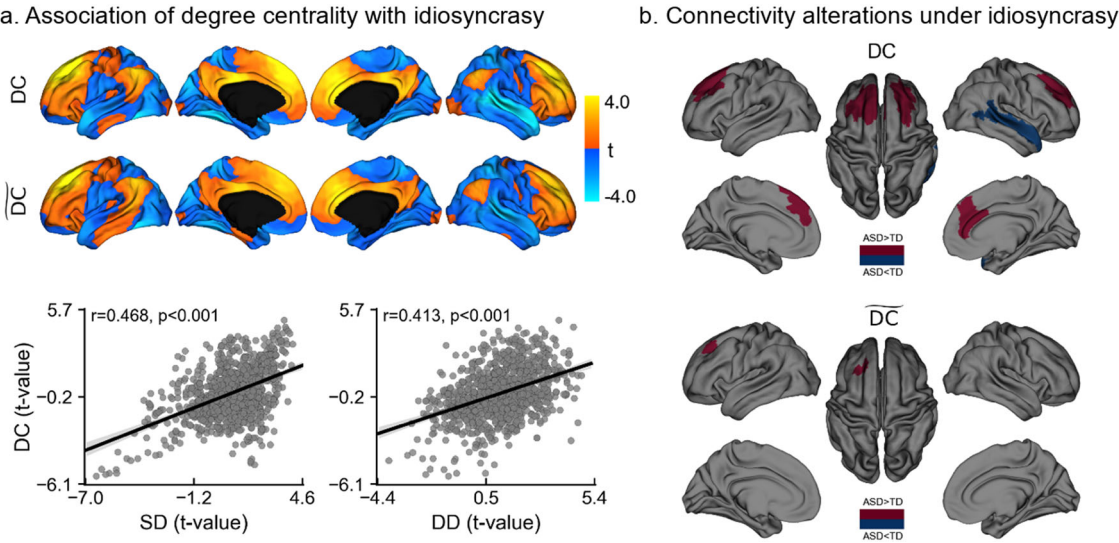 a. Association of degree centrality with idiosyncrasy
DC
4.0
t
-4.0
D͠C
5.7
r=0.468, p<0.001
DC (t-value)
−0.2
−6.1
−7.0
−1.2
4.6
SD (t-value)
5.7
r=0.413, p<0.001
−0.2
−6.1
−4.4
0.5
5.4
DD (t-value)
b. Connectivity alterations under idiosyncrasy
DC
ASD>TD
ASD<TD
D͠C
ASD>TD
ASD<TD